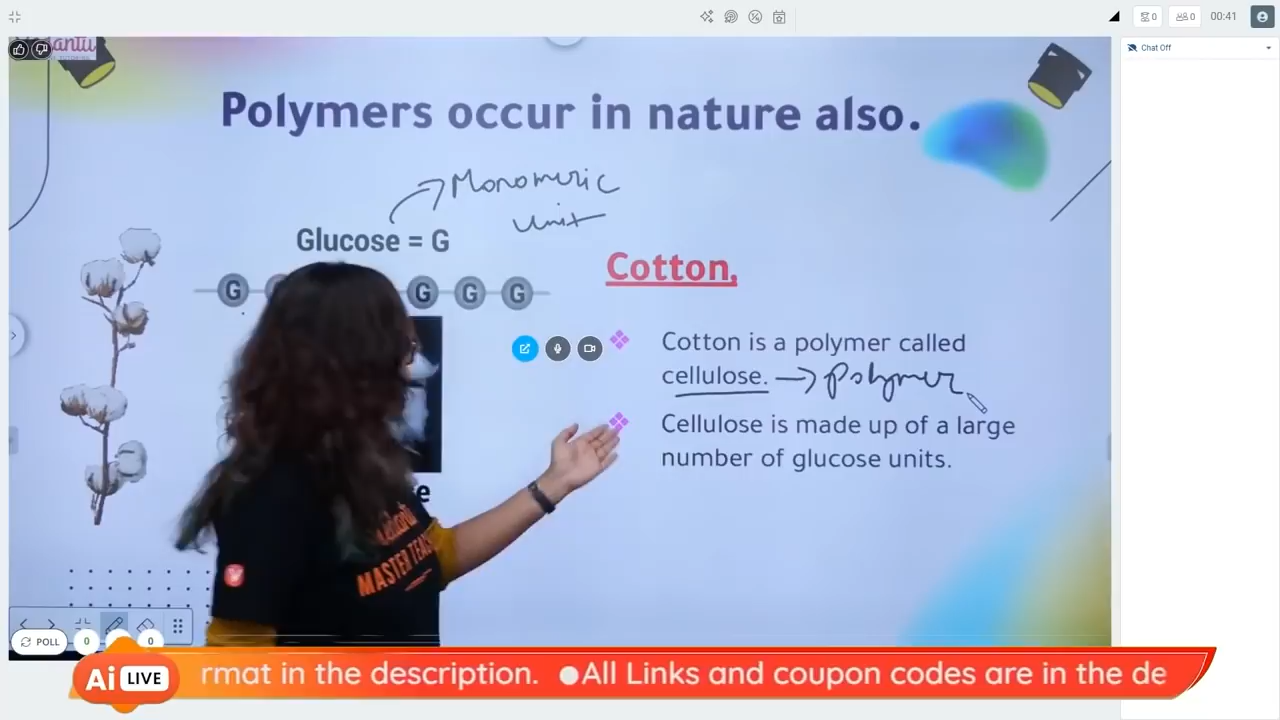 0
0
00:41
Chat Off
Polymers occur in nature also.
Monomeric
Unit
Glucose = G
G G G G
Cotton,
Cotton is a polymer called
cellulose. → Polymer
Cellulose is made up of a large
number of glucose units.
MASTER
POLL
0
0
Ai LIVE
rmat in the description. ●All Links and coupon codes are in the de